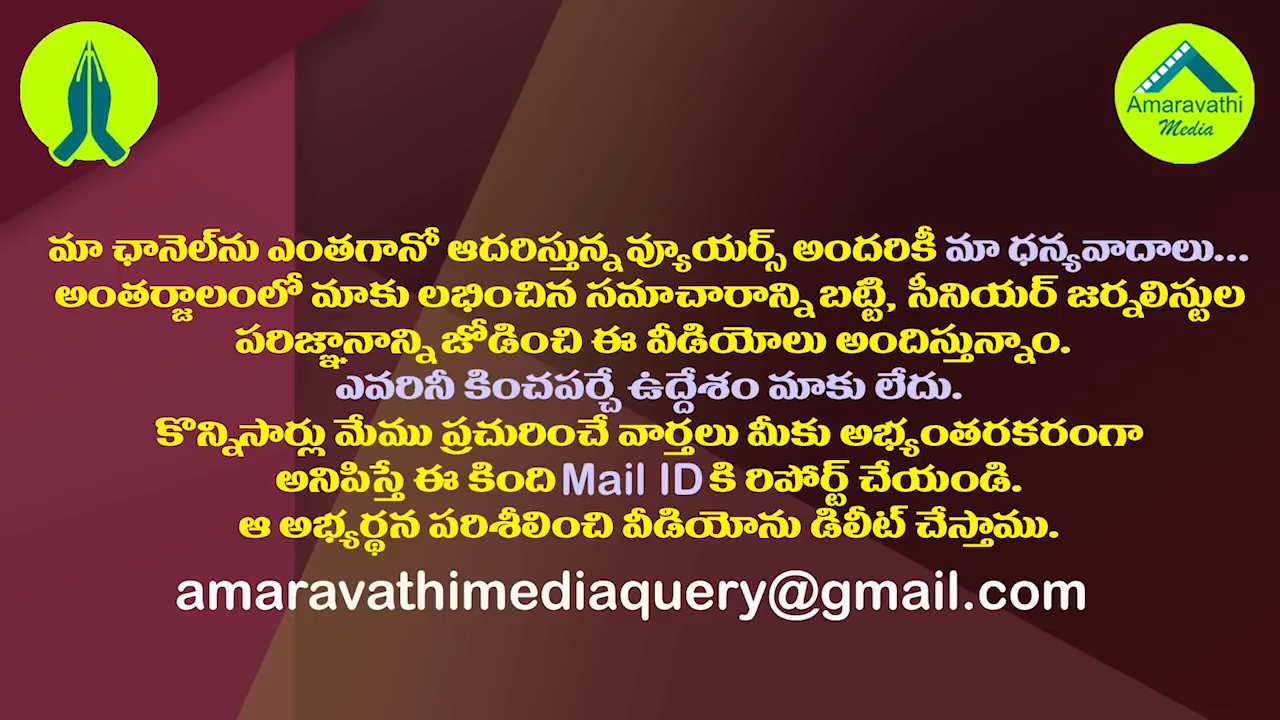 Amaravathi
Media
మా ఛానెల్‌ను ఎంతగానో ఆదరిస్తున్న వ్యూయర్స్ అందరికీ మా ధన్యవాదాలు...
అంతర్జాలంలో మాకు లభించిన సమాచారాన్ని బట్టి, సీనియర్ జర్నలిస్టుల
పరిజ్ఞానాన్ని జోడించి ఈ వీడియోలు అందిస్తున్నాం.
ఎవరినీ కించపర్చే ఉద్దేశం మాకు లేదు.
కొన్నిసార్లు మేము ప్రచురించే వార్తలు మీకు అభ్యంతరకరంగా
అనిపిస్తే ఈ కింది Mail ID కి రిపోర్ట్ చేయండి.
ఆ అభ్యర్థన పరిశీలించి వీడియోను డిలీట్ చేస్తాము.
amaravathimediaquery@gmail.com